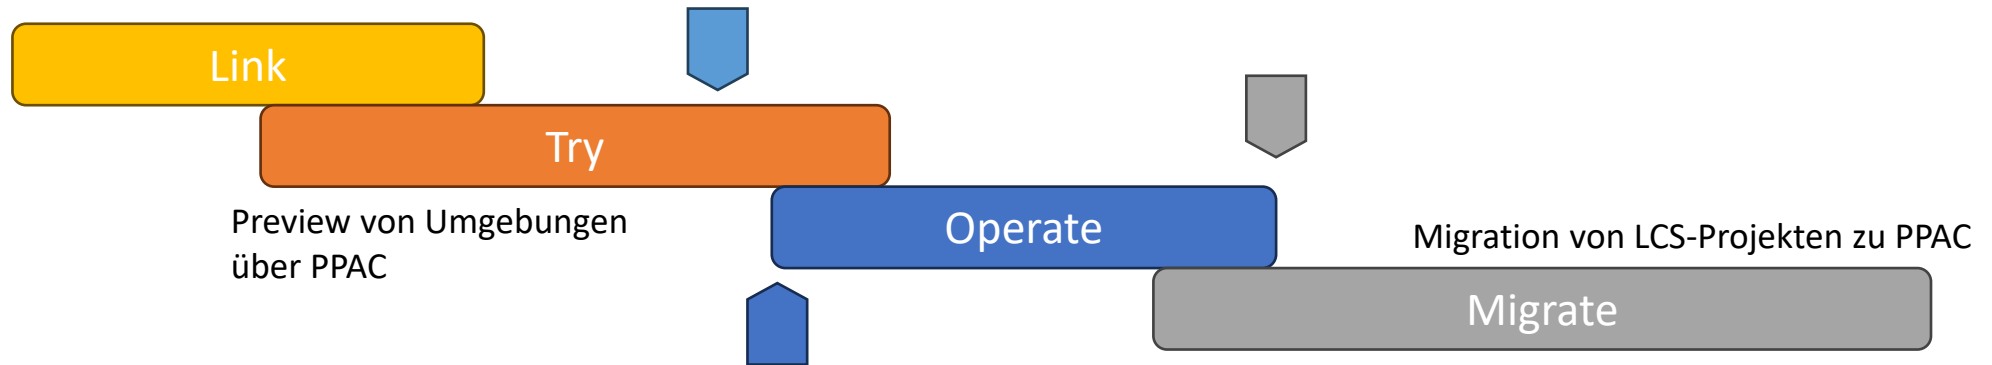 Link
Try
Preview von Umgebungen
über PPAC
Operate
Migration von LCS-Projekten zu PPAC
Migrate